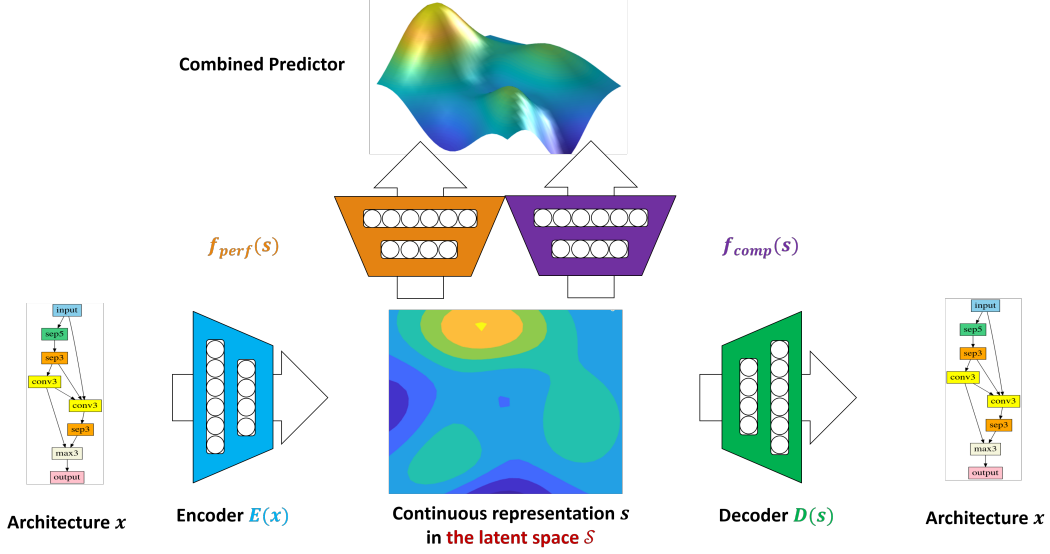 Combined Predictor
f_perf(s)
f_comp(s)
input
sep5
sep3
conv3
conv3
sep3
max3
output
input
sep5
sep3
conv3
conv3
sep3
max3
output
Architecture x
Encoder E(x)
Continuous representation s
in the latent space S
Decoder D(s)
Architecture x